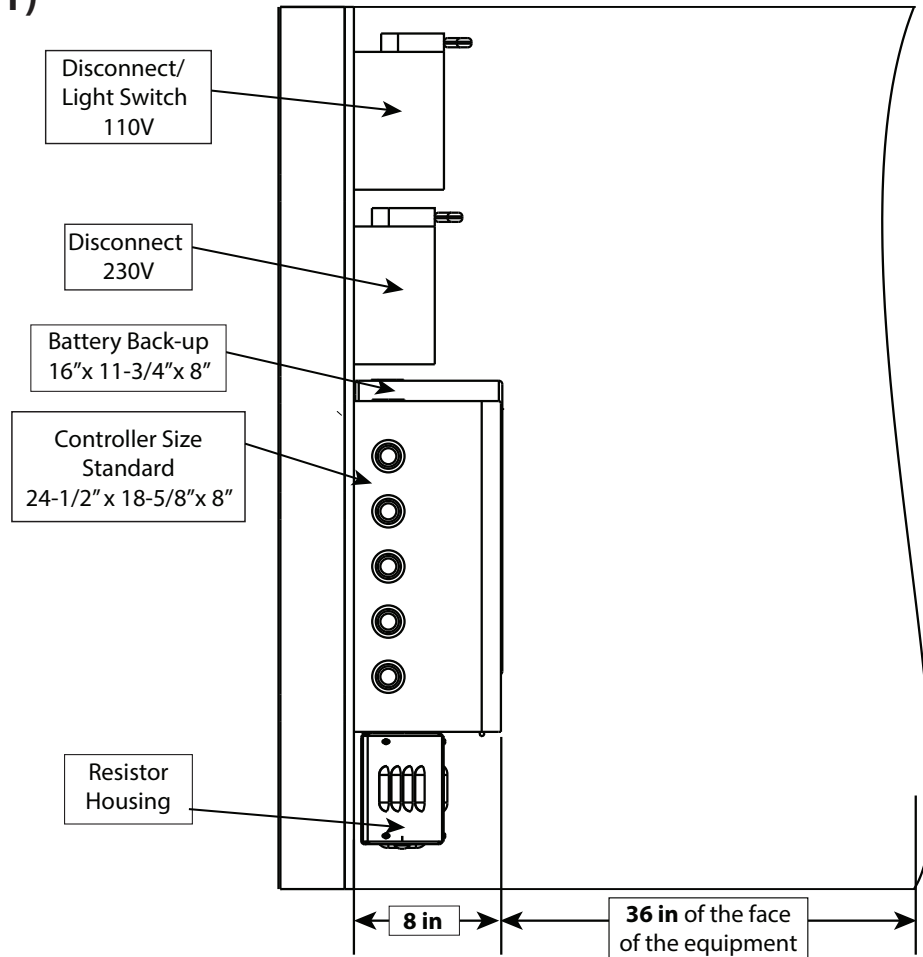 Disconnect/
Light Switch
110V
Disconnect
230V
Battery Back-up
16”x 11-3/4”x 8”
Controller Size
Standard
24-1/2” x 18-5/8”x 8”
Resistor
Housing
8 in
36 in of the face
of the equipment